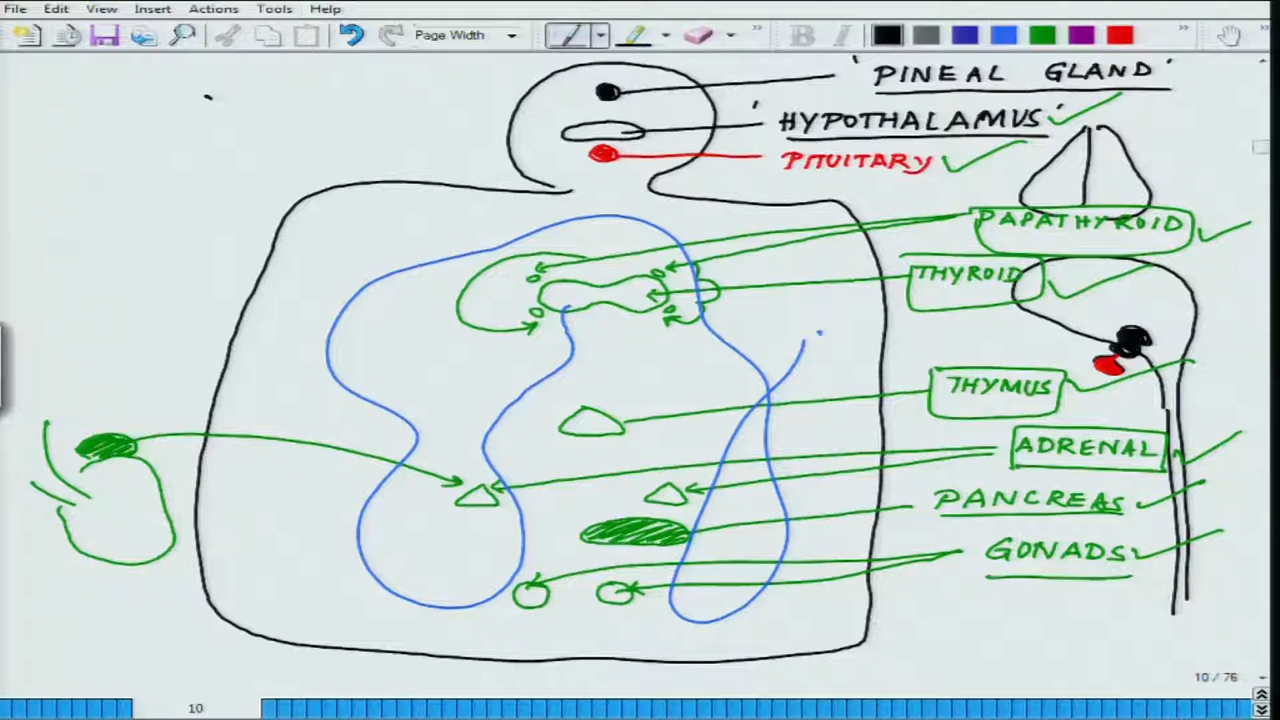 File Edit View Insert Actions Tools Help
Page Width
B I
'PINEAL GLAND'
'HYPOTHALAMUS'
PITUITARY
PAPATHYROID
THYROID
THYMUS
ADRENAL
PANCREAS
GONADS
10 / 76
10